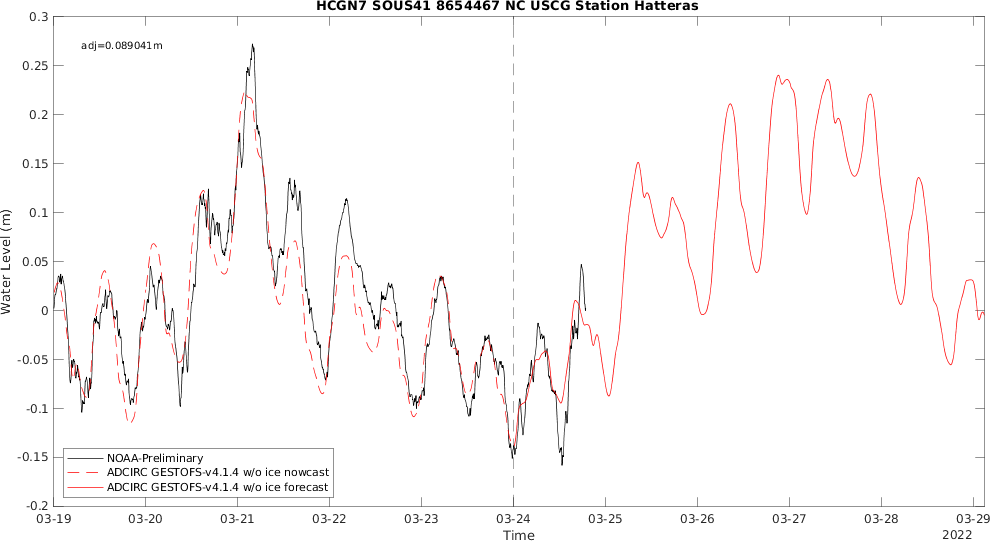 HCGN7 SOUS41 8654467 NC USCG Station Hatteras
adj=0.089041m
0.3
0.25
0.2
0.15
0.1
0.05
0
-0.05
-0.1
-0.15
-0.2
Water Level (m)
NOAA-Preliminary
ADCIRC GESTOFS-v4.1.4 w/o ice nowcast
ADCIRC GESTOFS-v4.1.4 w/o ice forecast
03-19 03-20 03-21 03-22 03-23 03-24 03-25 03-26 03-27 03-28 03-29
Time
2022